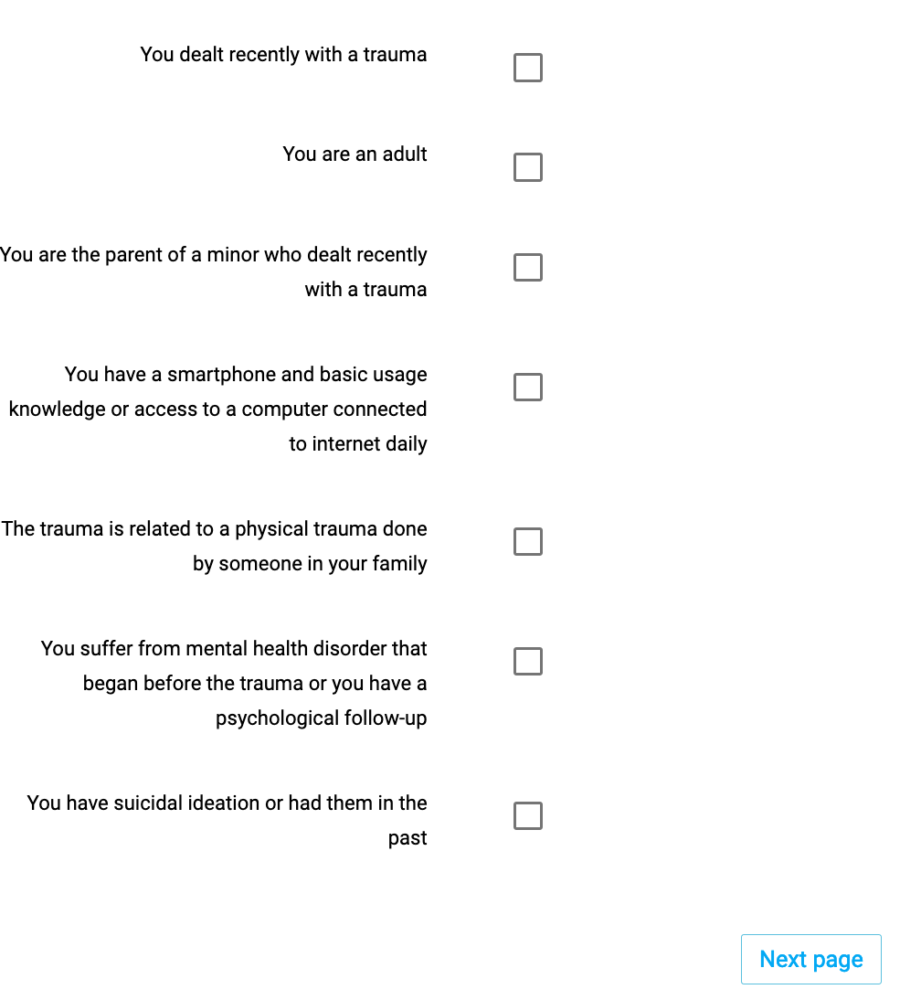 You dealt recently with a trauma
You are an adult
You are the parent of a minor who dealt recently
with a trauma
You have a smartphone and basic usage
knowledge or access to a computer connected
to internet daily
The trauma is related to a physical trauma done
by someone in your family
You suffer from mental health disorder that
began before the trauma or you have a
psychological follow-up
You have suicidal ideation or had them in the
past
Next page